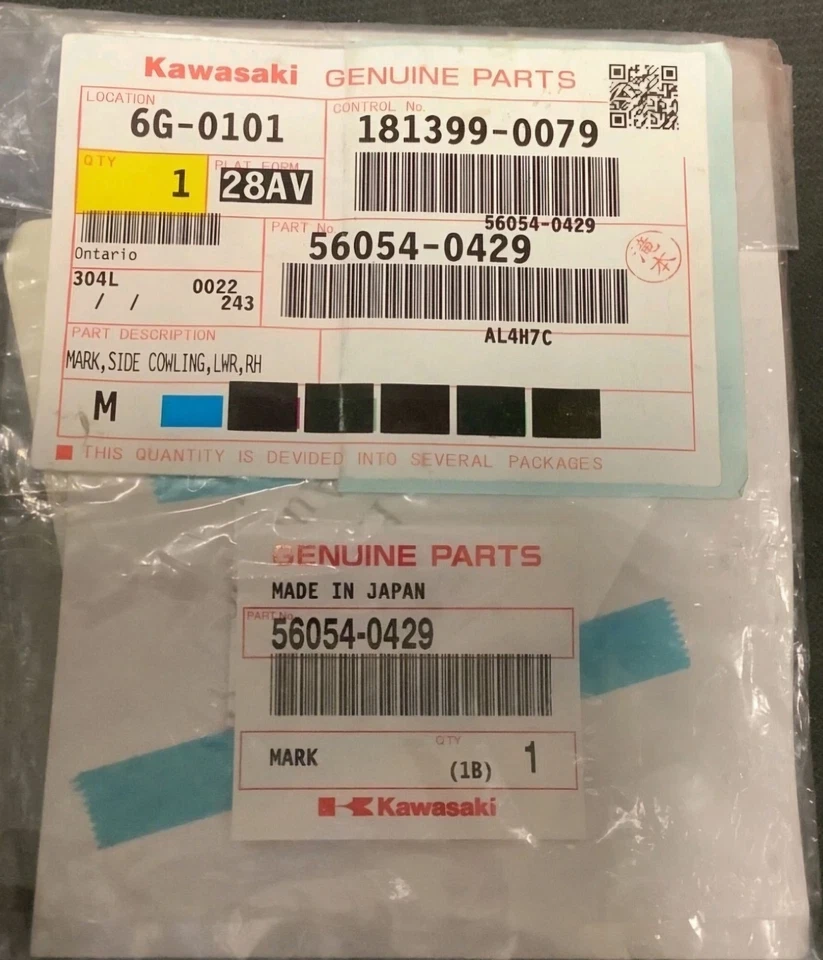 Kawasaki GENUINE PARTS
LOCATION
6G-0101
CONTROL No.
181399-0079
QTY
1
PLAT FORM
28AV
56054-0429
PART No.
56054-0429
Ontario
304L 0022
/ / 243
AL4H7C
PART DESCRIPTION
MARK,SIDE COWLING,LWR,RH
M
THIS QUANTITY IS DEVIDED INTO SEVERAL PACKAGES
GENUINE PARTS
MADE IN JAPAN
PART No.
56054-0429
MARK
QTY
(1B) 1
Kawasaki